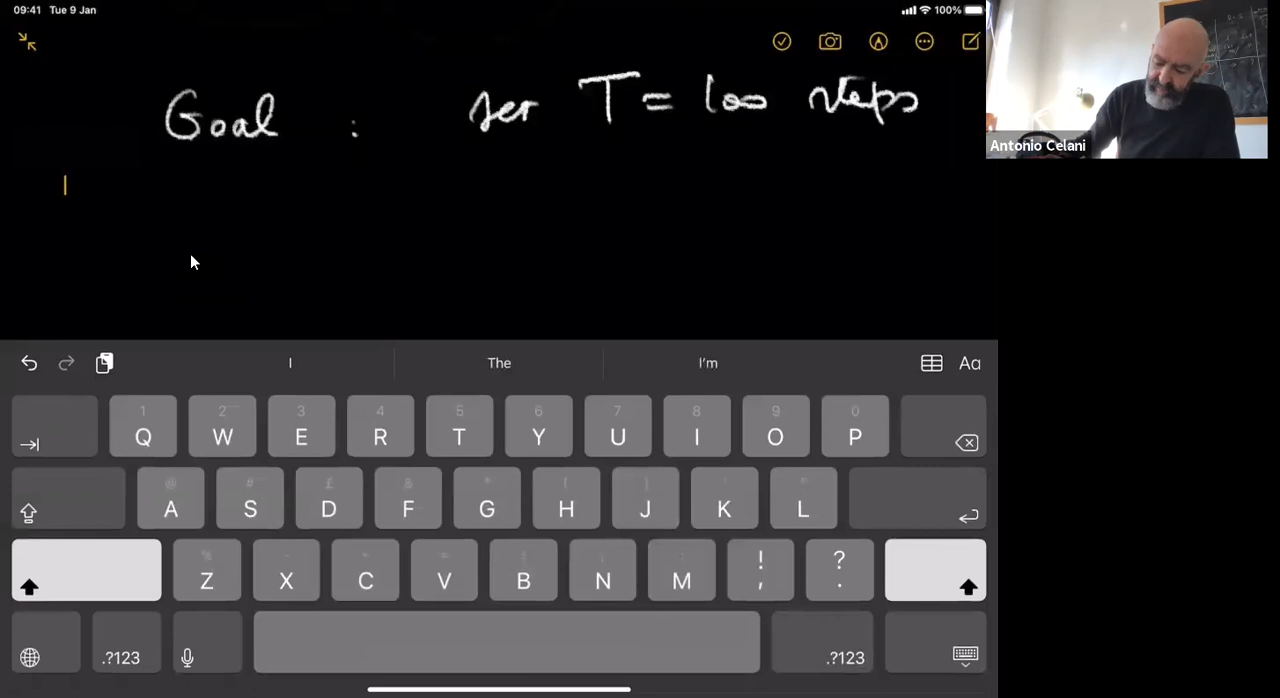 09:41 Tue 9 Jan 100%
Goal : T = 100 steps
Antonio Celani
I The I'm Aa
1 2 3 4 5 6 7 8 9 0
Q W E R T Y U I O P
@ # £ &
A S D F G H J K L
Z X C V B N M ! , ? .
.?123 .?123